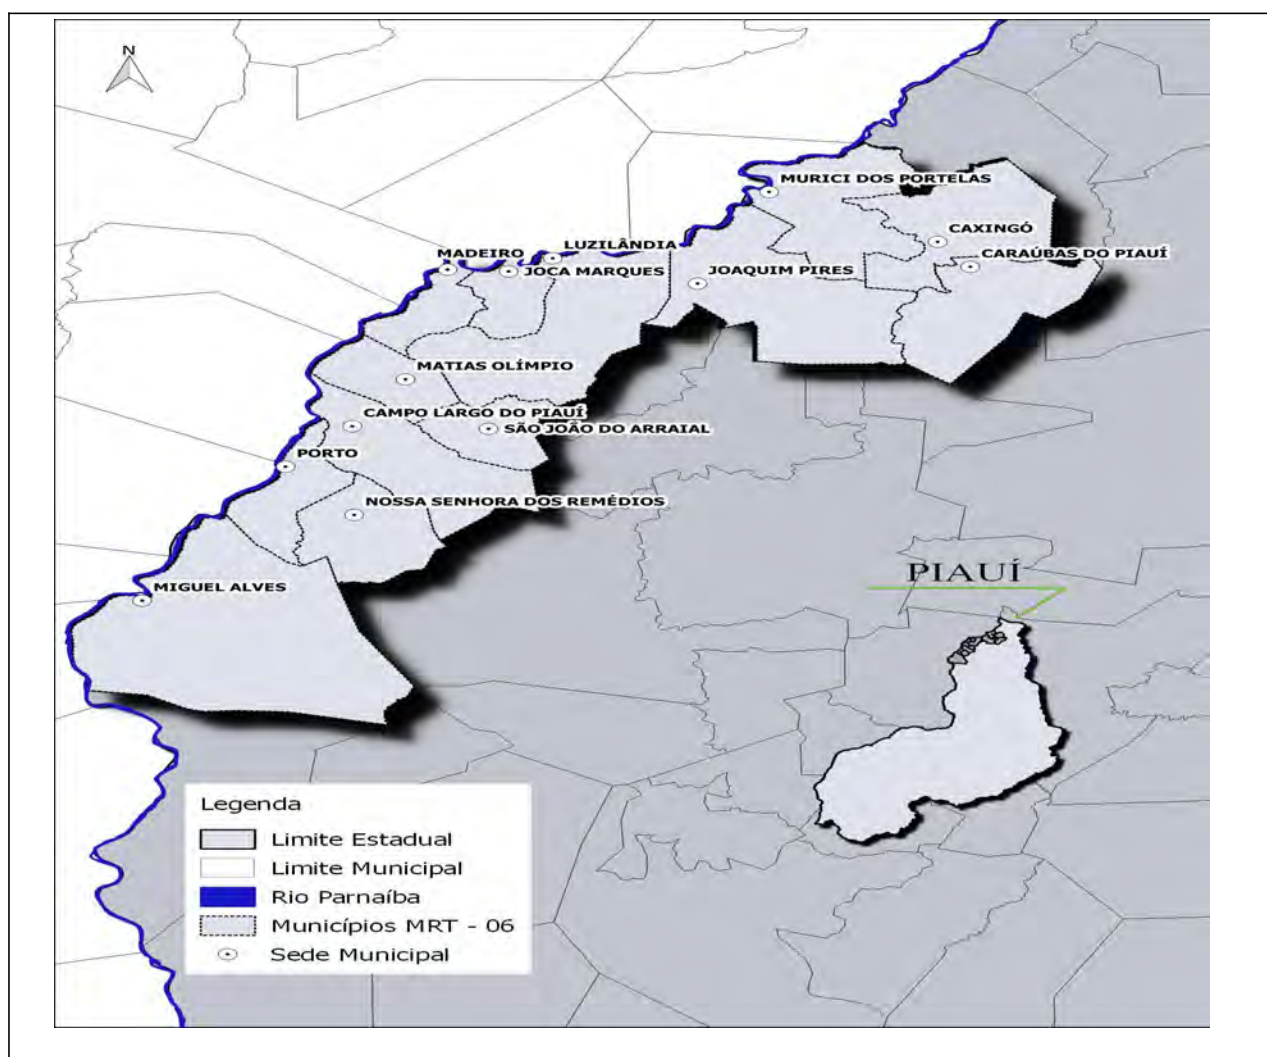 N
MURICI DOS PORTELAS
CAXINGÓ
LUZILÂNDIA
MADEIRO
CARAÚBAS DO PIAUÍ
JOCA MARQUES
JOAQUIM PIRES
MATIAS OLÍMPIO
CAMPO LARGO DO PIAUÍ
SÃO JOÃO DO ARRAIAL
PORTO
NOSSA SENHORA DOS REMÉDIOS
PIAUÍ
MIGUEL ALVES
Legenda
Limite Estadual
Limite Municipal
Rio Parnaíba
Municípios MRT - 06
Sede Municipal